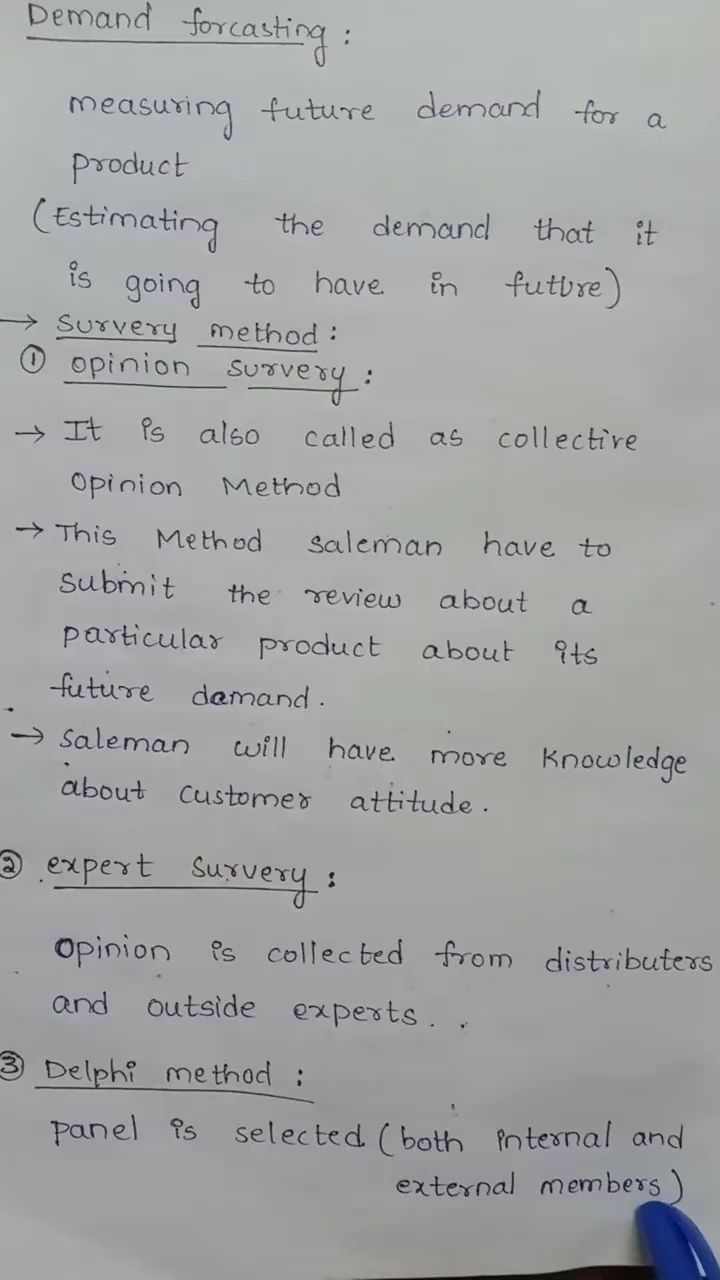 Demand forcasting :
measuring future demand for a
product
(Estimating the demand that it
is going to have in future)
→ survery method :
① opinion survery :
→ It is also called as collective
opinion Method
→ This Method saleman have to
submit the review about a
particular product about its
future demand.
→ saleman will have more knowledge
about customer attitude.
② expert survery :
opinion is collected from distributers
and outside experts.
③ Delphi method :
panel is selected (both internal and
external members)